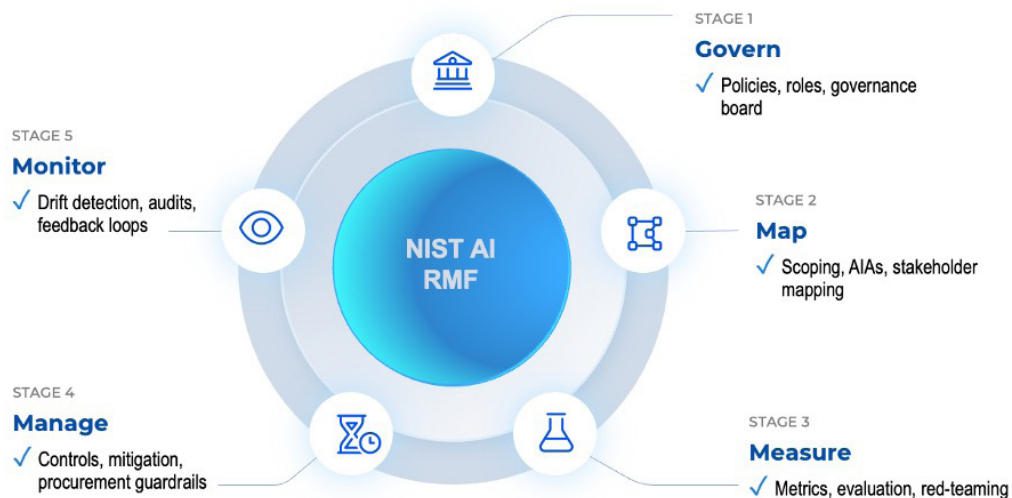 STAGE 1
Govern
✓ Policies, roles, governance
board
STAGE 2
Map
✓ Scoping, AIAs, stakeholder
mapping
STAGE 3
Measure
✓ Metrics, evaluation, red-teaming
STAGE 4
Manage
✓ Controls, mitigation,
procurement guardrails
STAGE 5
Monitor
✓ Drift detection, audits,
feedback loops
NIST AI
RMF